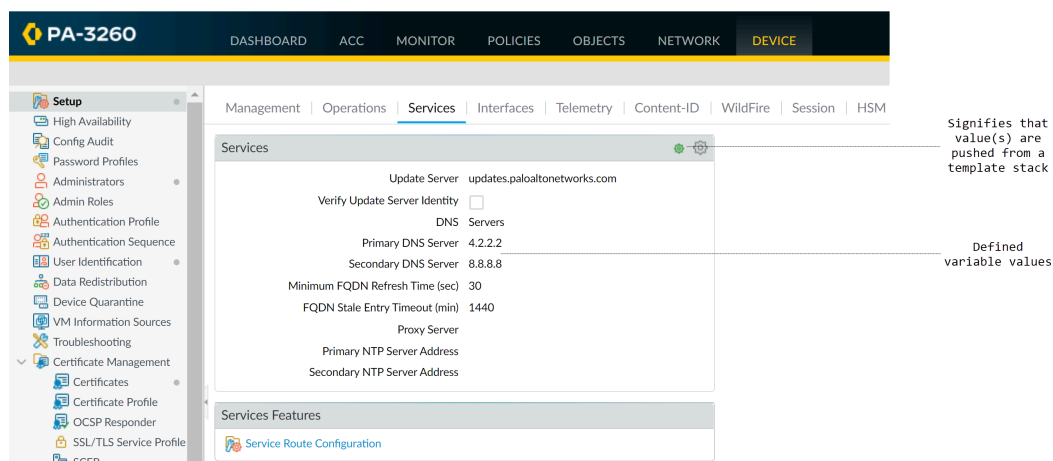 PA-3260
DASHBOARD ACC MONITOR POLICIES OBJECTS NETWORK DEVICE
Setup
High Availability
Config Audit
Password Profiles
Administrators
Admin Roles
Authentication Profile
Authentication Sequence
User Identification
Data Redistribution
Device Quarantine
VM Information Sources
Troubleshooting
Certificate Management
Certificates
Certificate Profile
OCSP Responder
SSL/TLS Service Profile
SCEP
Management Operations Services Interfaces Telemetry Content-ID WildFire Session HSM
Services
Update Server updates.paloaltonetworks.com
Verify Update Server Identity
DNS Servers
Primary DNS Server 4.2.2.2
Secondary DNS Server 8.8.8.8
Minimum FQDN Refresh Time (sec) 30
FQDN Stale Entry Timeout (min) 1440
Proxy Server
Primary NTP Server Address
Secondary NTP Server Address
Services Features
Service Route Configuration
Signifies that
value(s) are
pushed from a
template stack
Defined
variable values